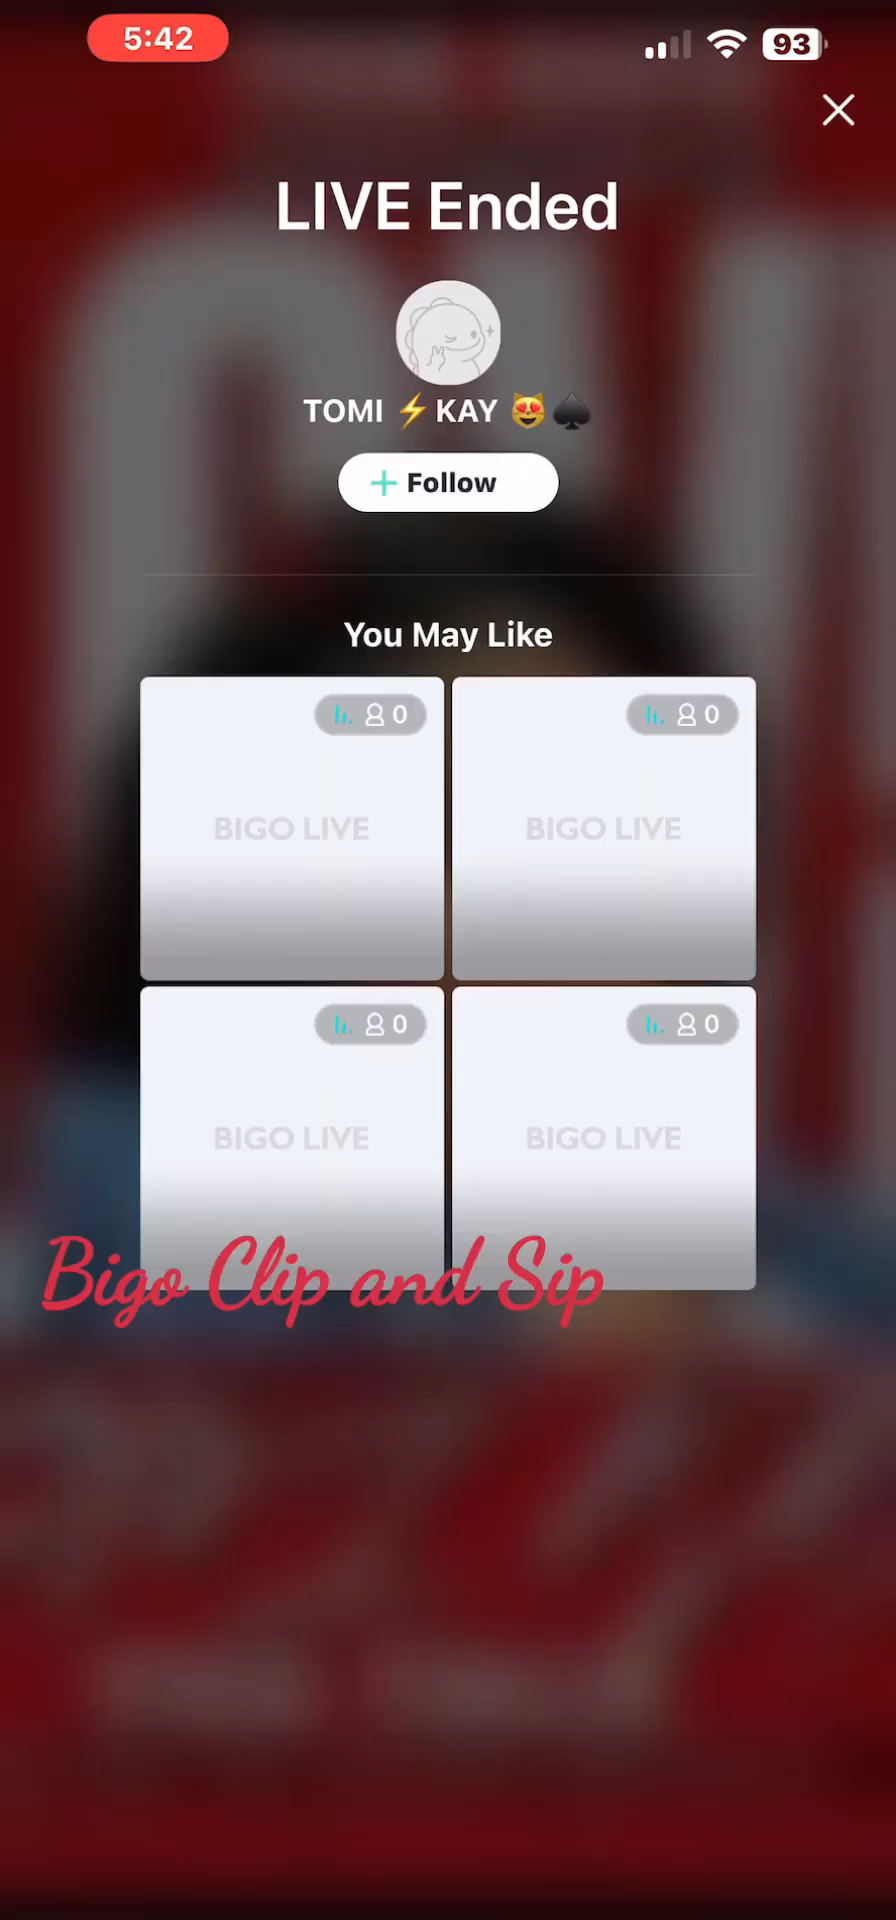 5:42
93
LIVE Ended
TOMI ⚡ KAY 😻♠️
+ Follow
You May Like
0
0
BIGO LIVE
BIGO LIVE
0
0
BIGO LIVE
BIGO LIVE
Bigo Clip and Sip